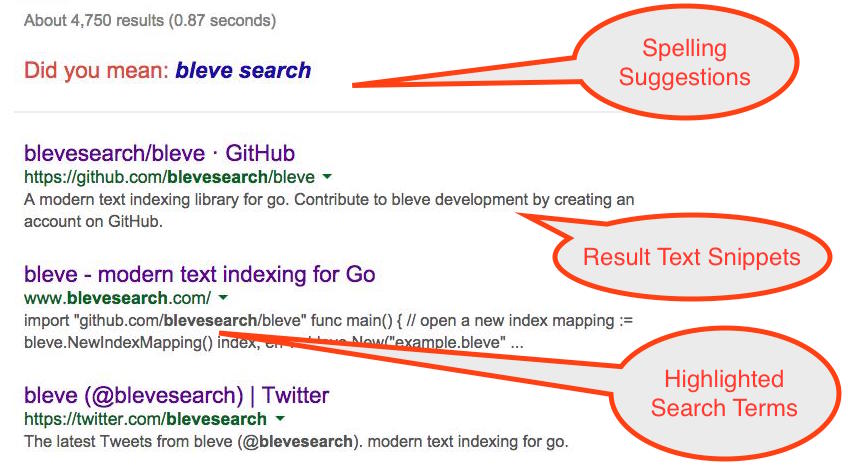 About 4,750 results (0.87 seconds)
Did you mean: bleve search
Spelling
Suggestions
blevesearch/bleve · GitHub
https://github.com/blevesearch/bleve
A modern text indexing library for go. Contribute to bleve development by creating an
account on GitHub.
Result Text Snippets
bleve - modern text indexing for Go
www.blevesearch.com/
import "github.com/blevesearch/bleve" func main() { // open a new index mapping :=
bleve.NewIndexMapping() index, bleve.New("example.bleve" ...
Highlighted
Search Terms
bleve (@blevesearch) | Twitter
https://twitter.com/blevesearch
The latest Tweets from bleve (@blevesearch). modern text indexing for go.